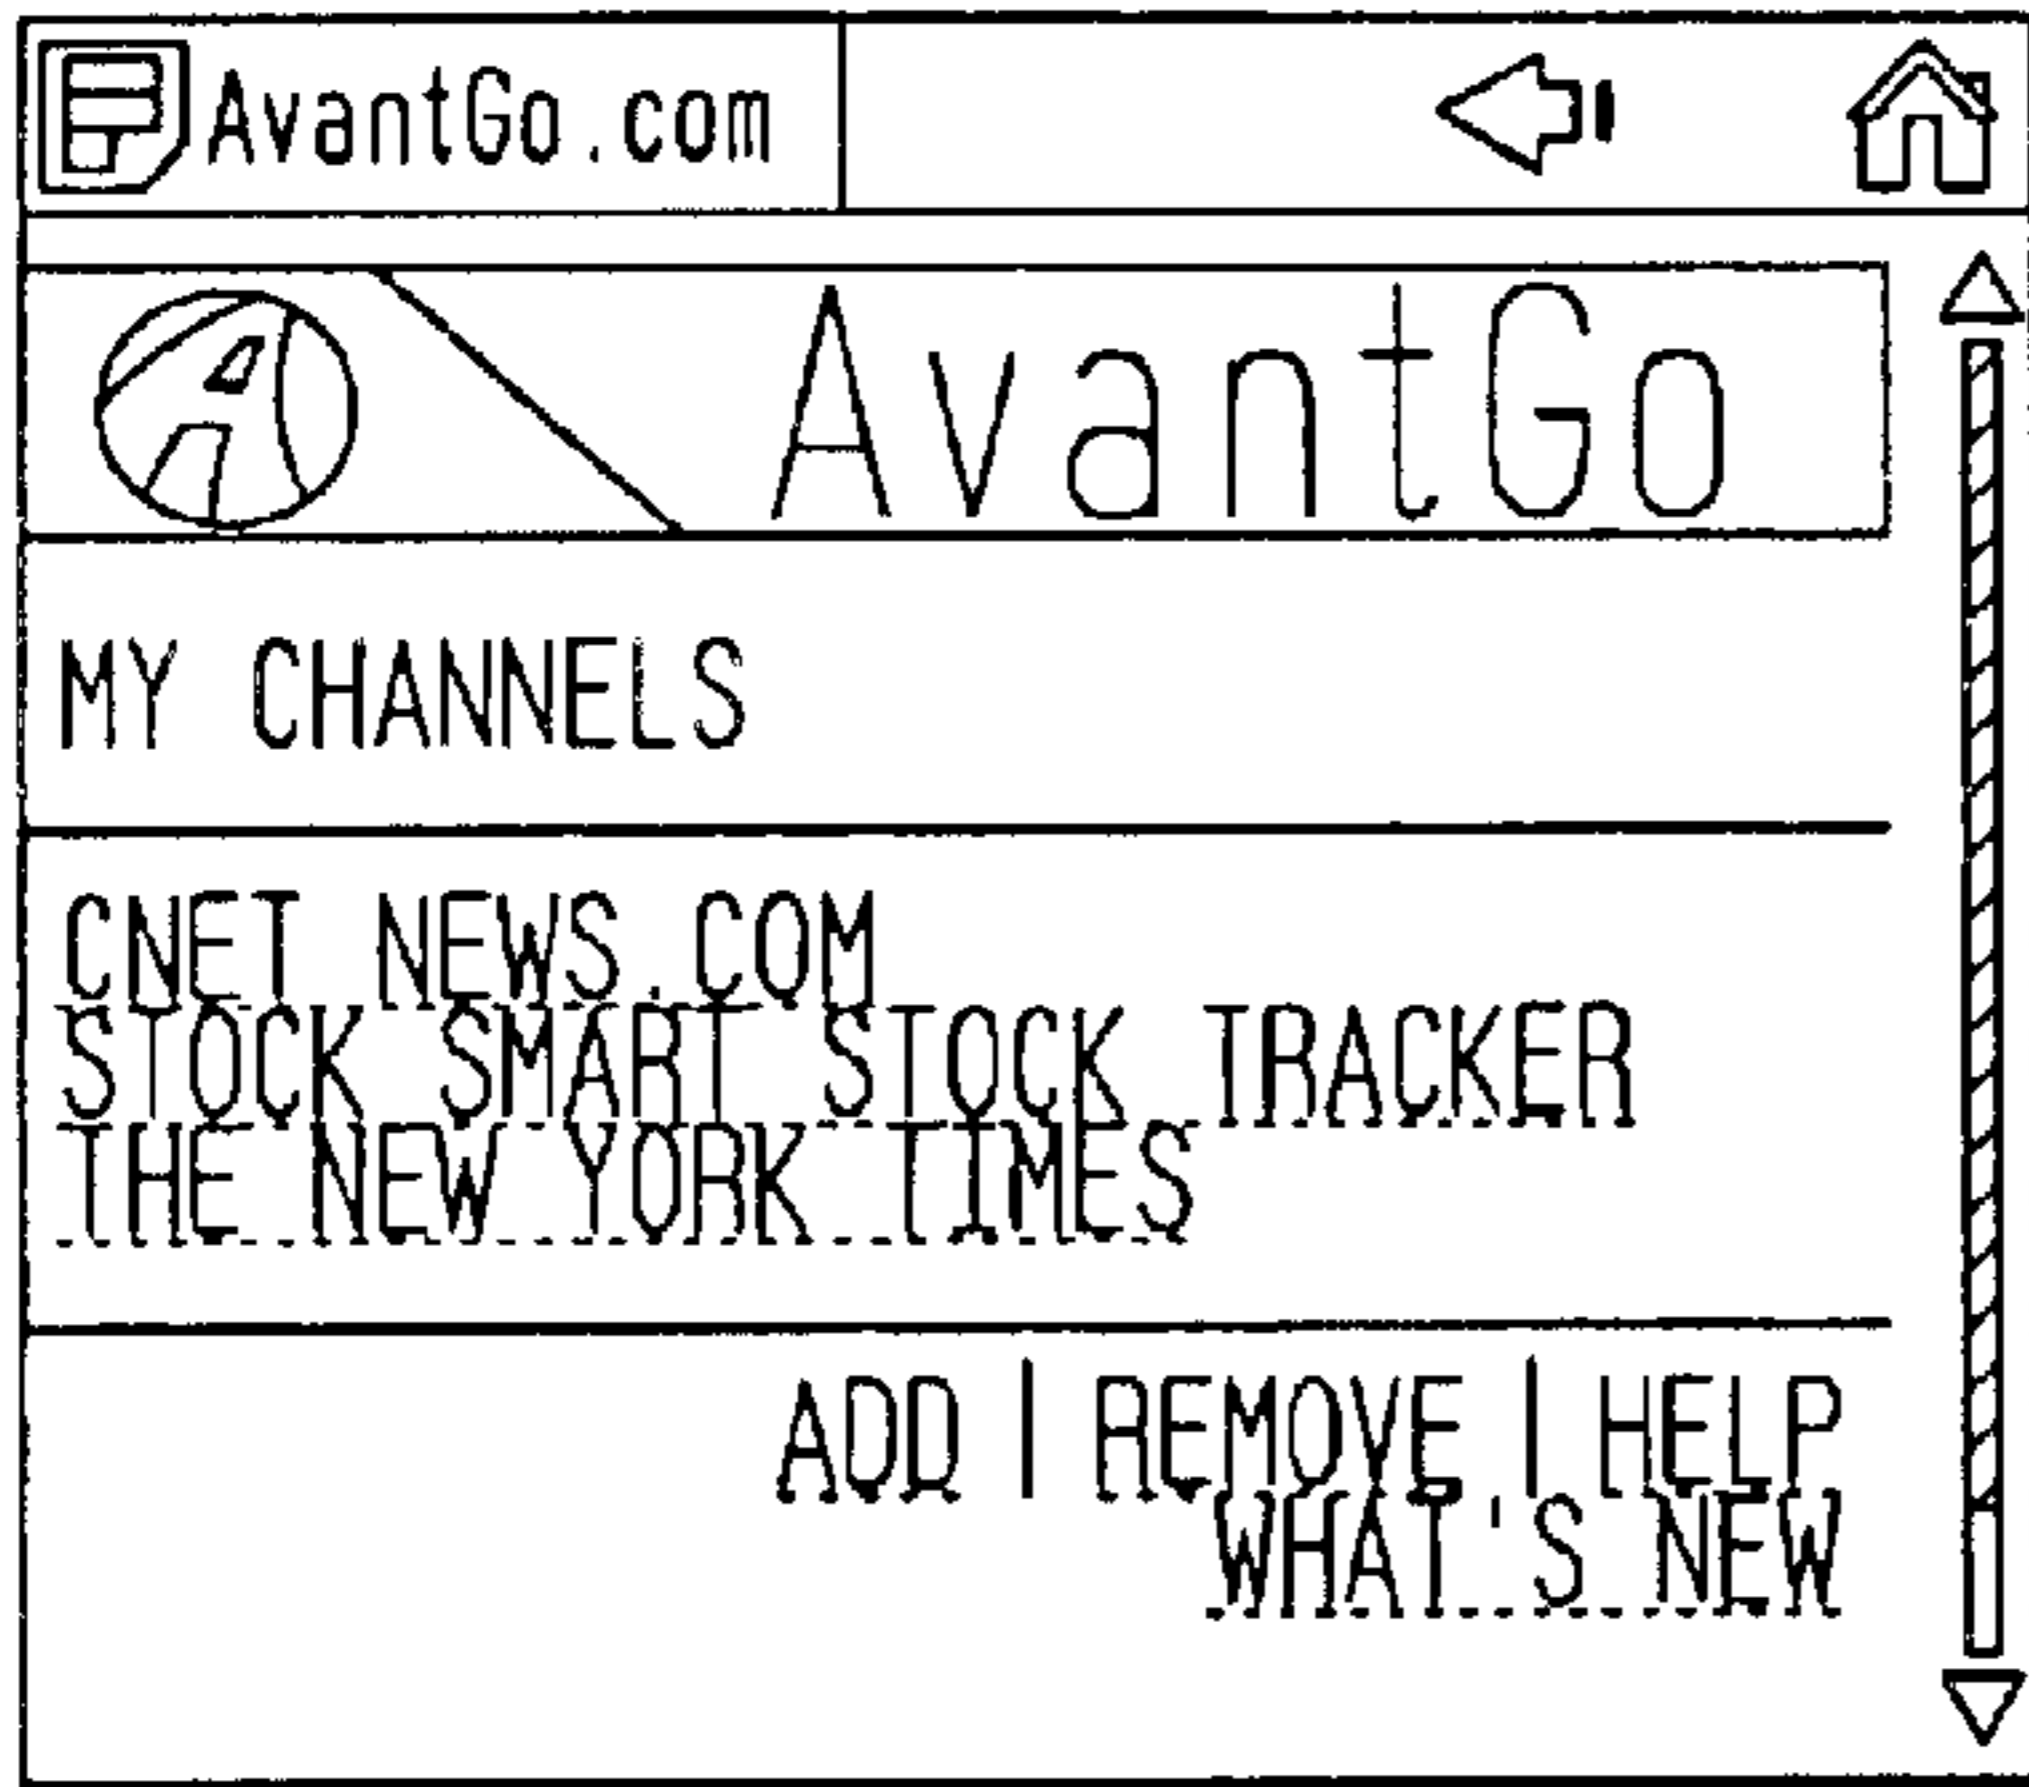 AvantGo.com
AvantGo
MY CHANNELS
CNET NEWS.COM
STOCK SMART STOCK TRACKER
THE NEW YORK TIMES
ADD | REMOVE | HELP
WHAT'S NEW